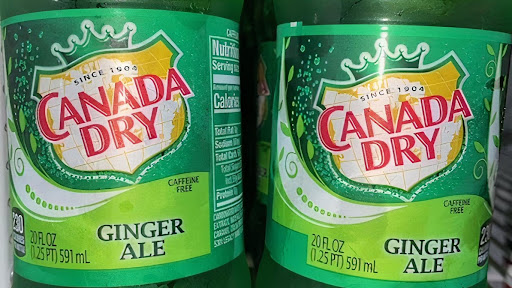 SINCE 1904
CANADA
DRY
CAFFEINE
FREE
20 FL OZ
(1.25 PT) 591 mL
GINGER
ALE
230
Nutrition
Serving size
Calories
Total Fat
Sodium
Total Carb
Protein
SINCE 1904
CANADA
DRY
CAFFEINE
FREE
20 FL OZ
(1.25 PT) 591 mL
GINGER
ALE